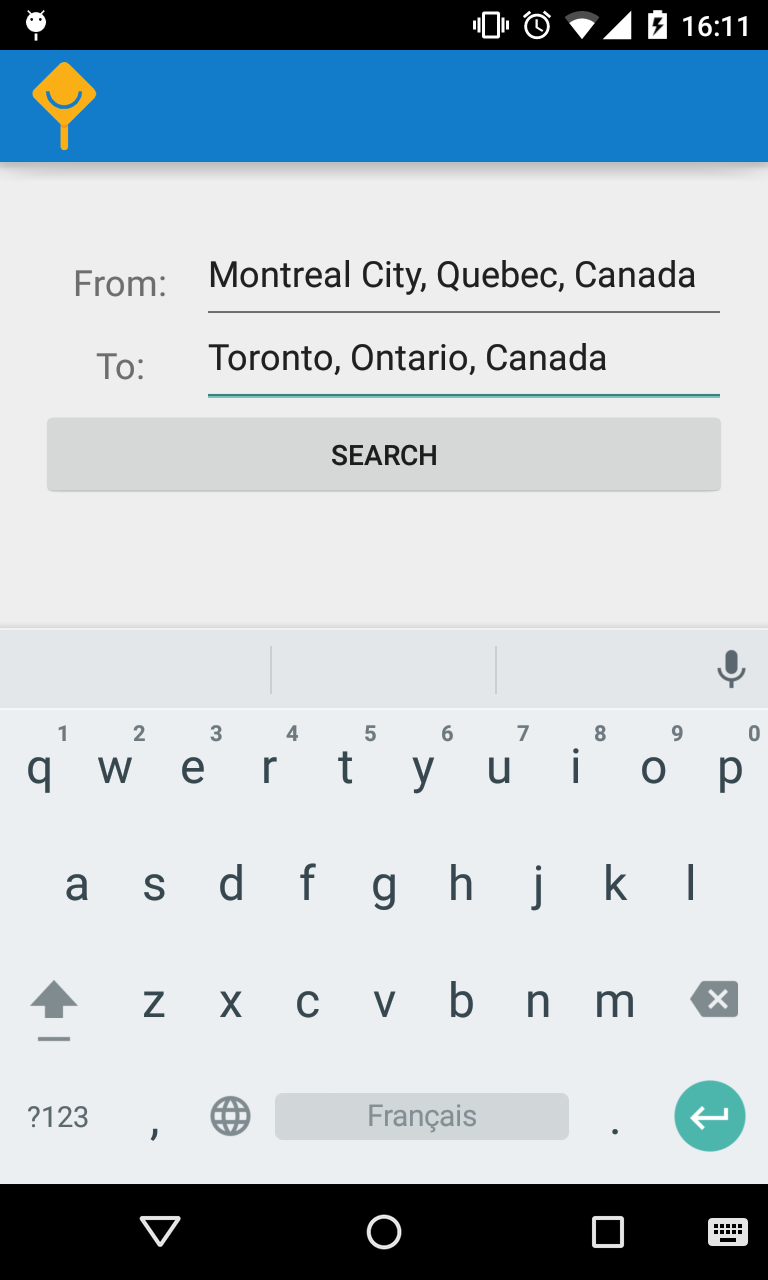 16:11
From: Montreal City, Quebec, Canada
To: Toronto, Ontario, Canada
SEARCH
1 2 3 4 5 6 7 8 9 0
q w e r t y u i o p
a s d f g h j k l
z x c v b n m
?123 , Français .